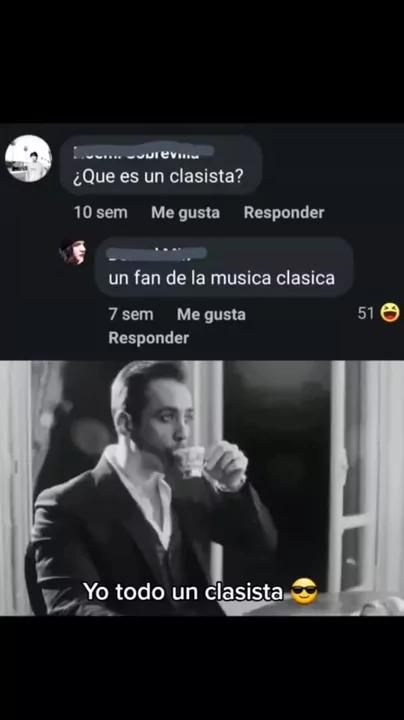 ¿Que es un clasista?
10 sem Me gusta Responder
un fan de la musica clasica
7 sem Me gusta 51 😆
Responder
Yo todo un clasista 😎